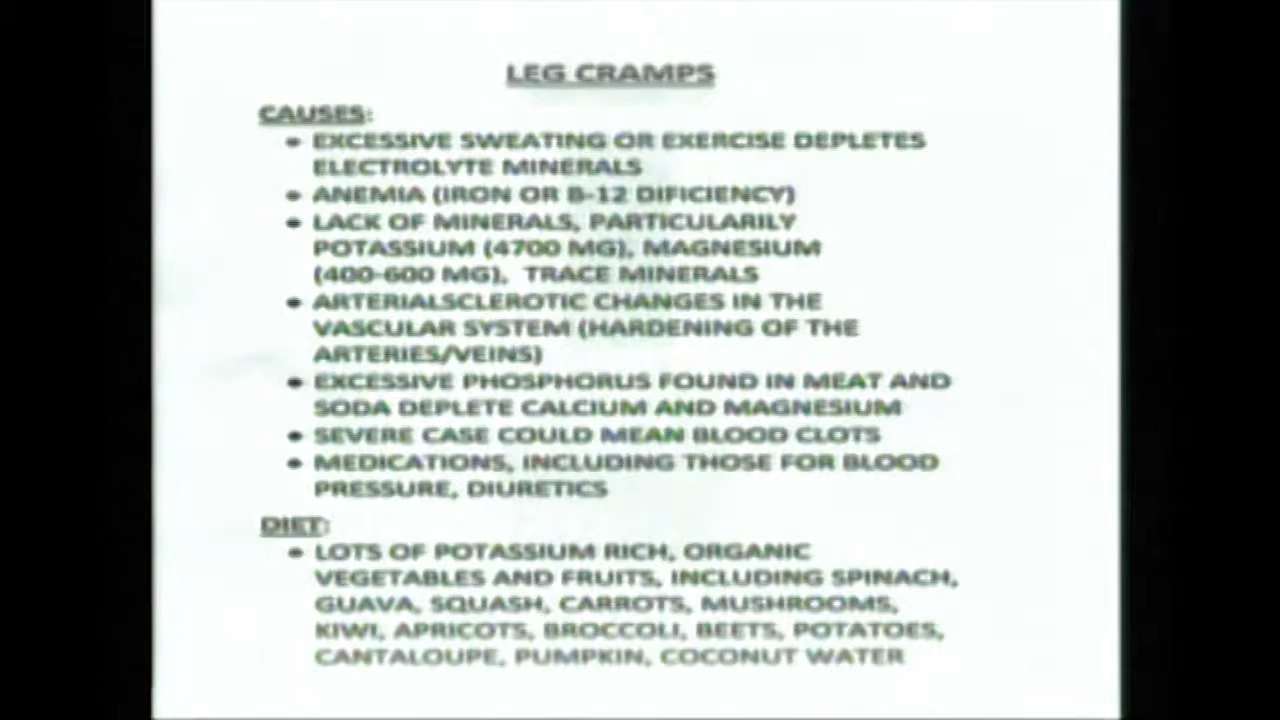 LEG CRAMPS
CAUSES:
• EXCESSIVE SWEATING OR EXERCISE DEPLETES
ELECTROLYTE MINERALS
• ANEMIA (IRON OR B-12 DIFICIENCY)
• LACK OF MINERALS, PARTICULARILY
POTASSIUM (4700 MG), MAGNESIUM
(400-600 MG), TRACE MINERALS
• ARTERIALSCLEROTIC CHANGES IN THE
VASCULAR SYSTEM (HARDENING OF THE
ARTERIES/VEINS)
• EXCESSIVE PHOSPHORUS FOUND IN MEAT AND
SODA DEPLETE CALCIUM AND MAGNESIUM
• SEVERE CASE COULD MEAN BLOOD CLOTS
• MEDICATIONS, INCLUDING THOSE FOR BLOOD
PRESSURE, DIURETICS
DIET:
• LOTS OF POTASSIUM RICH, ORGANIC
VEGETABLES AND FRUITS, INCLUDING SPINACH,
GUAVA, SQUASH, CARROTS, MUSHROOMS,
KIWI, APRICOTS, BROCCOLI, BEETS, POTATOES,
CANTALOUPE, PUMPKIN, COCONUT WATER